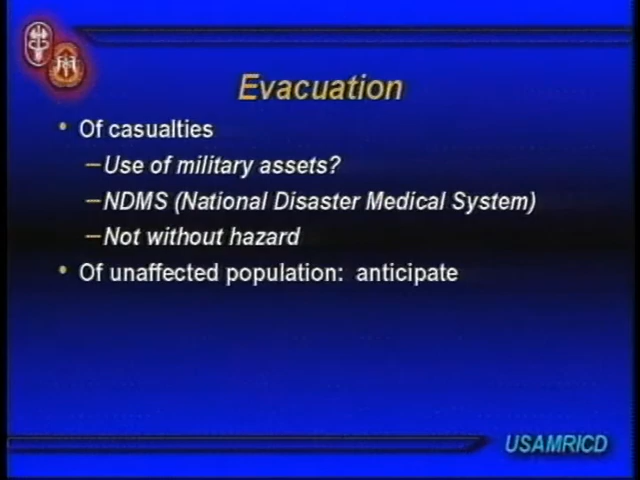 Evacuation
• Of casualties
–Use of military assets?
–NDMS (National Disaster Medical System)
–Not without hazard
• Of unaffected population: anticipate
USAMRICD